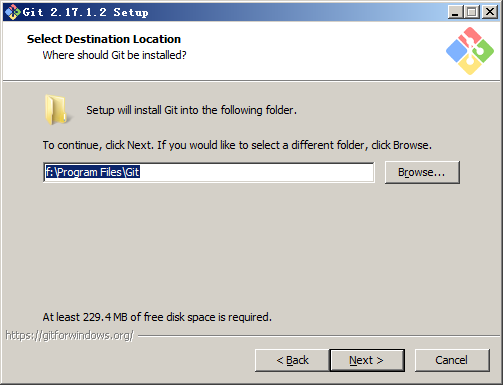 Git 2.17.1.2 Setup
Select Destination Location
Where should Git be installed?
Setup will install Git into the following folder.
To continue, click Next. If you would like to select a different folder, click Browse.
f:\Program Files\Git
Browse...
At least 229.4 MB of free disk space is required.
https://gitforwindows.org/
< Back
Next >
Cancel